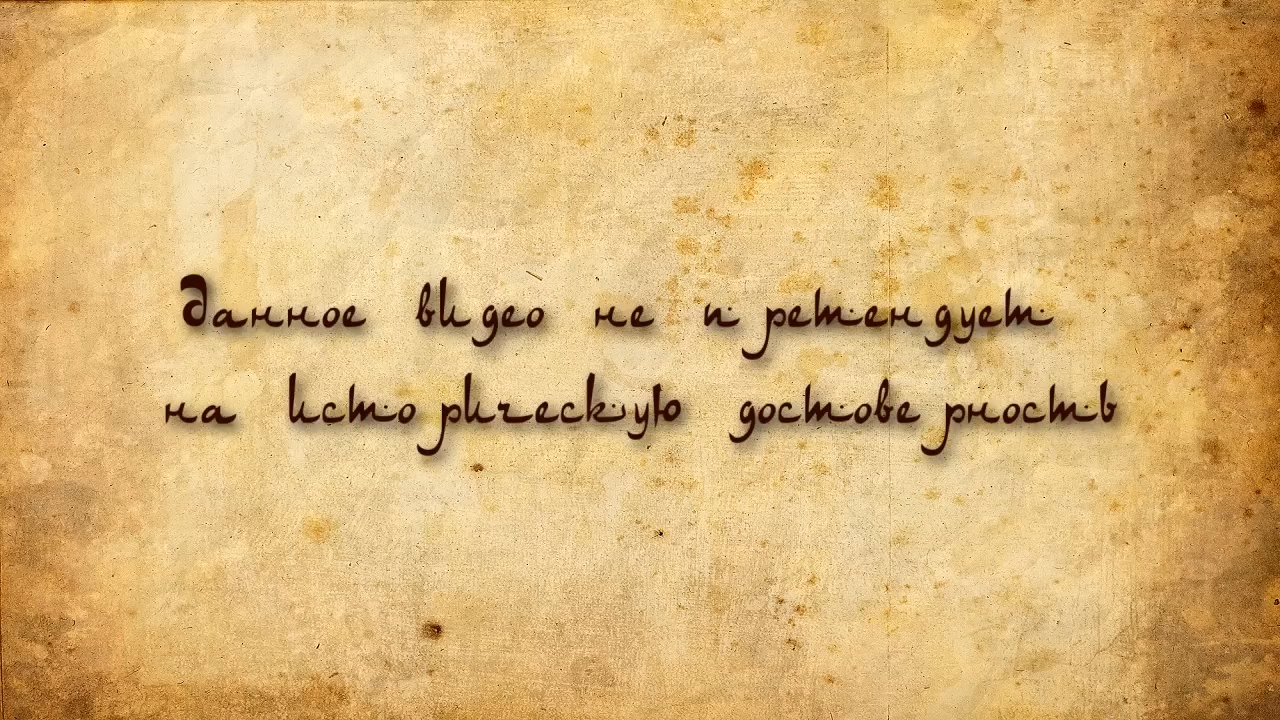 Данное видео не претендует
на историческую достоверность